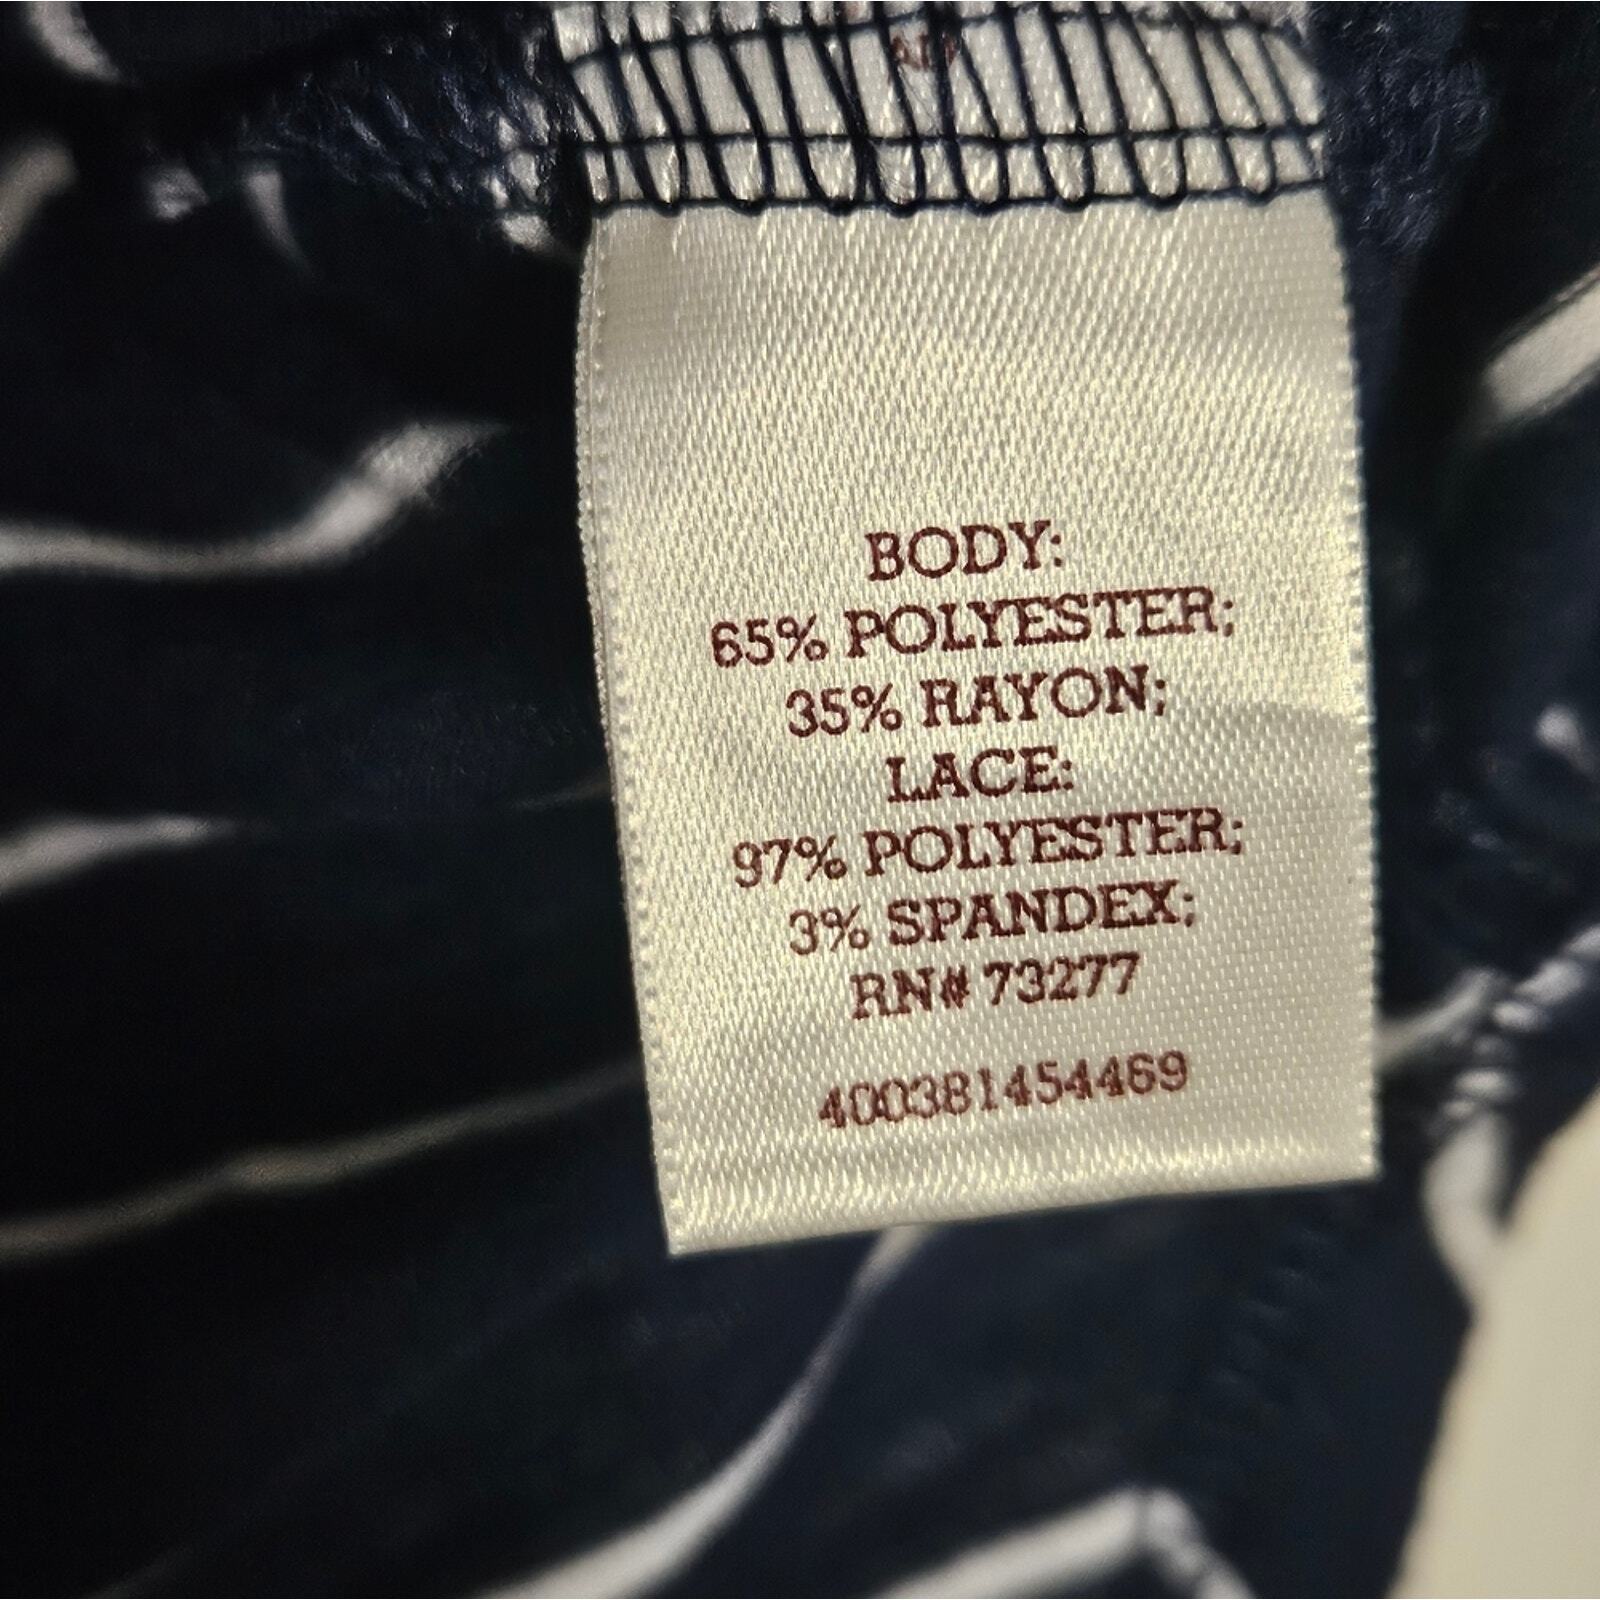 BODY:
65% POLYESTER;
35% RAYON;
LACE:
97% POLYESTER;
3% SPANDEX;
RN# 73277
400381454469